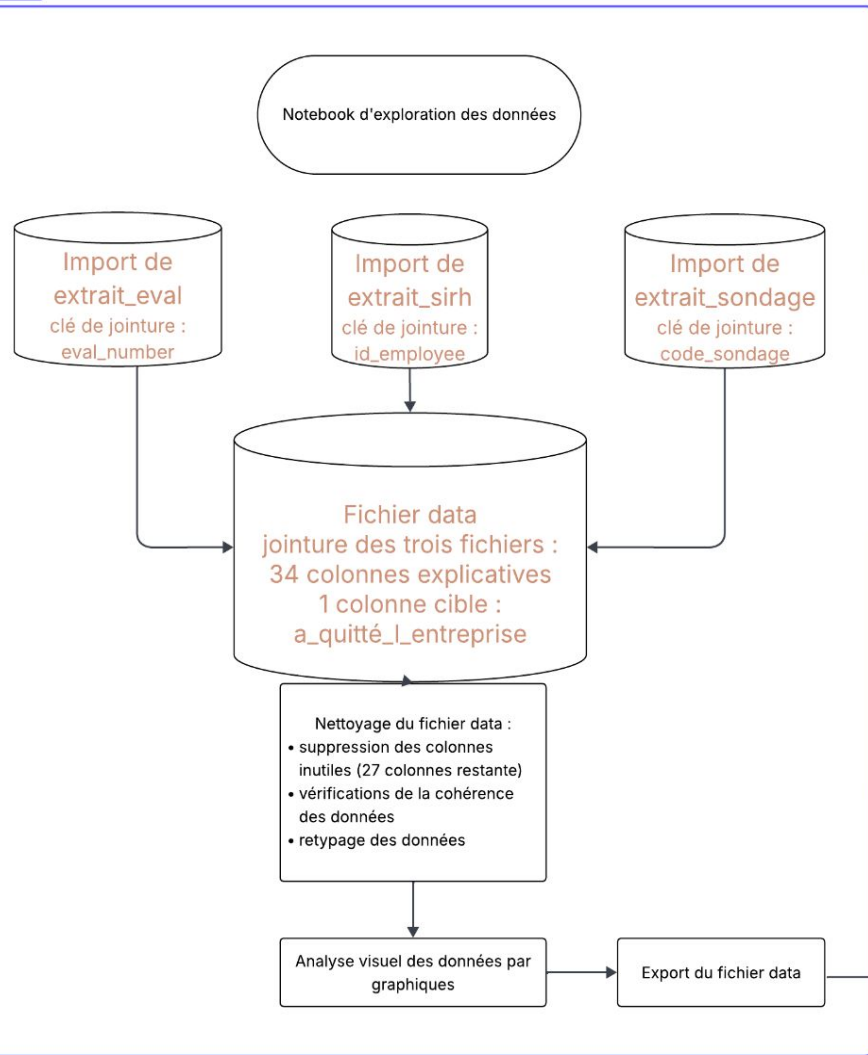 Notebook d'exploration des données
Import de
extrait_eval
clé de jointure :
eval_number
Import de
extrait_sirh
clé de jointure :
id_employee
Import de
extrait_sondage
clé de jointure :
code_sondage
Fichier data
jointure des trois fichiers :
34 colonnes explicatives
1 colonne cible :
a_quitté_l_entreprise
Nettoyage du fichier data :
• suppression des colonnes
inutiles (27 colonnes restante)
• vérifications de la cohérence
des données
• retypage des données
Analyse visuel des données par
graphiques
Export du fichier data